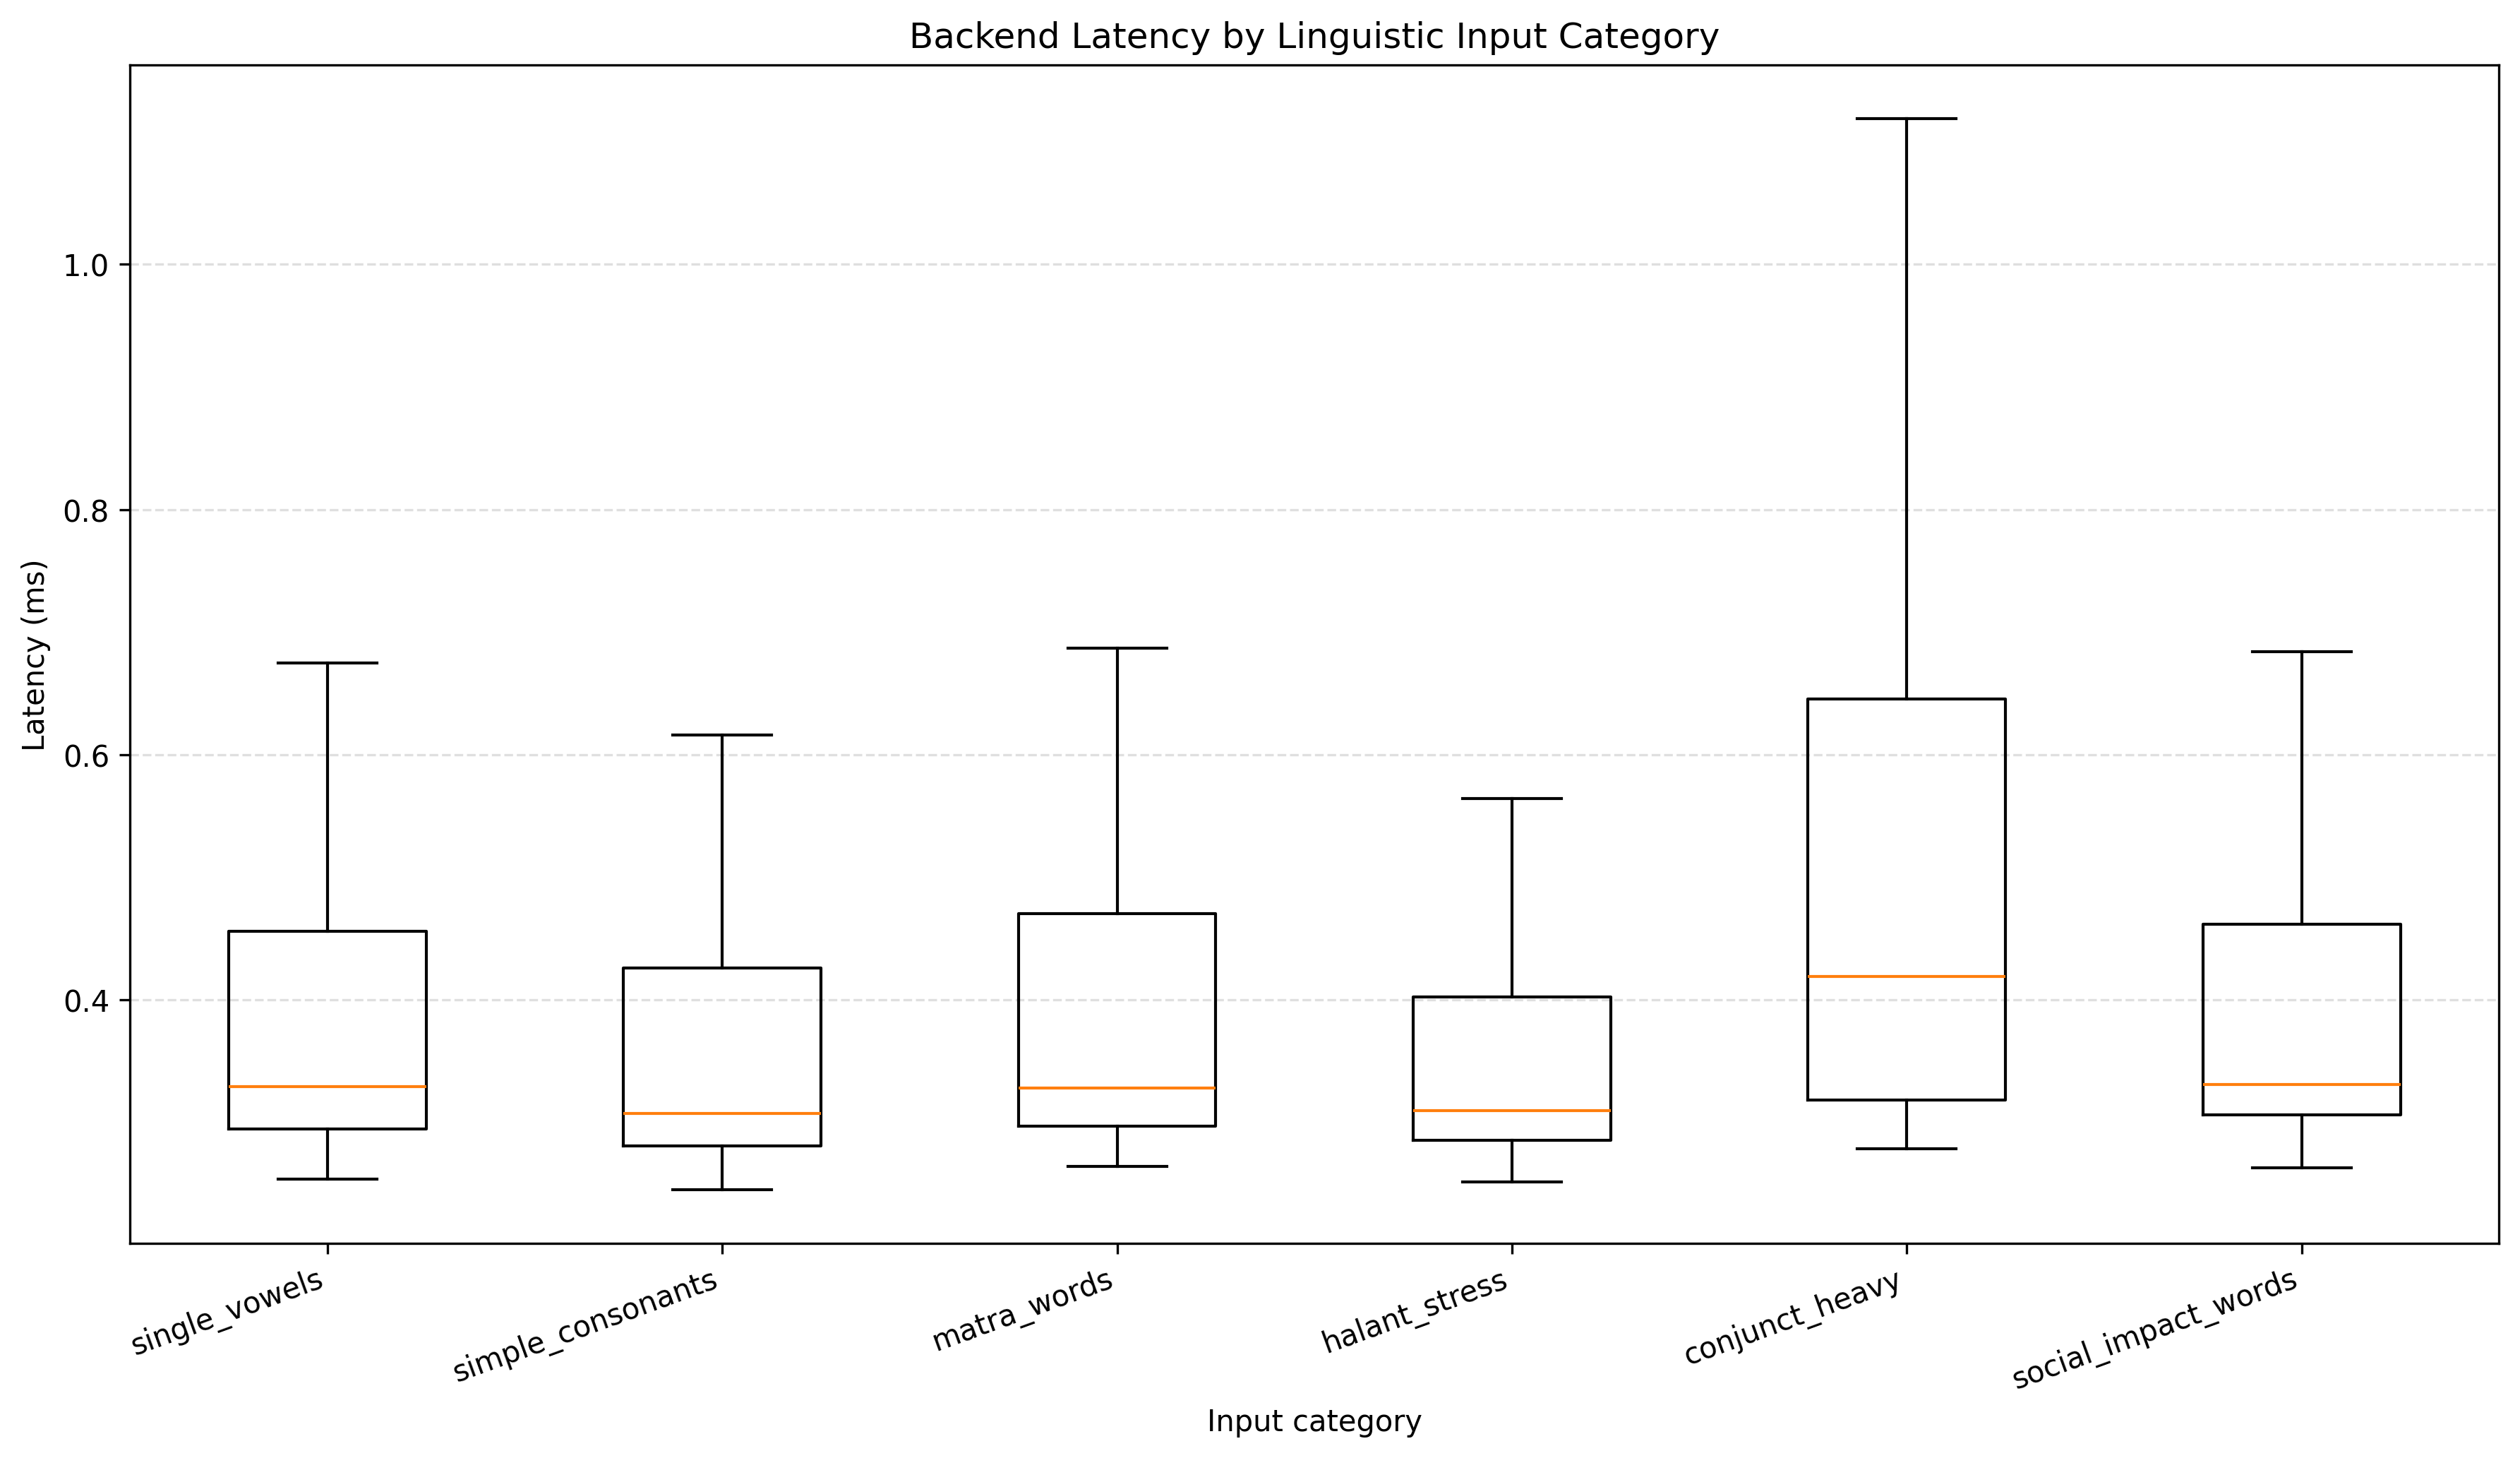 Backend Latency by Linguistic Input Category
Latency (ms)
1.0
0.8
0.6
0.4
single_vowels
simple_consonants
matra_words
halant_stress
conjunct_heavy
social_impact_words
Input category